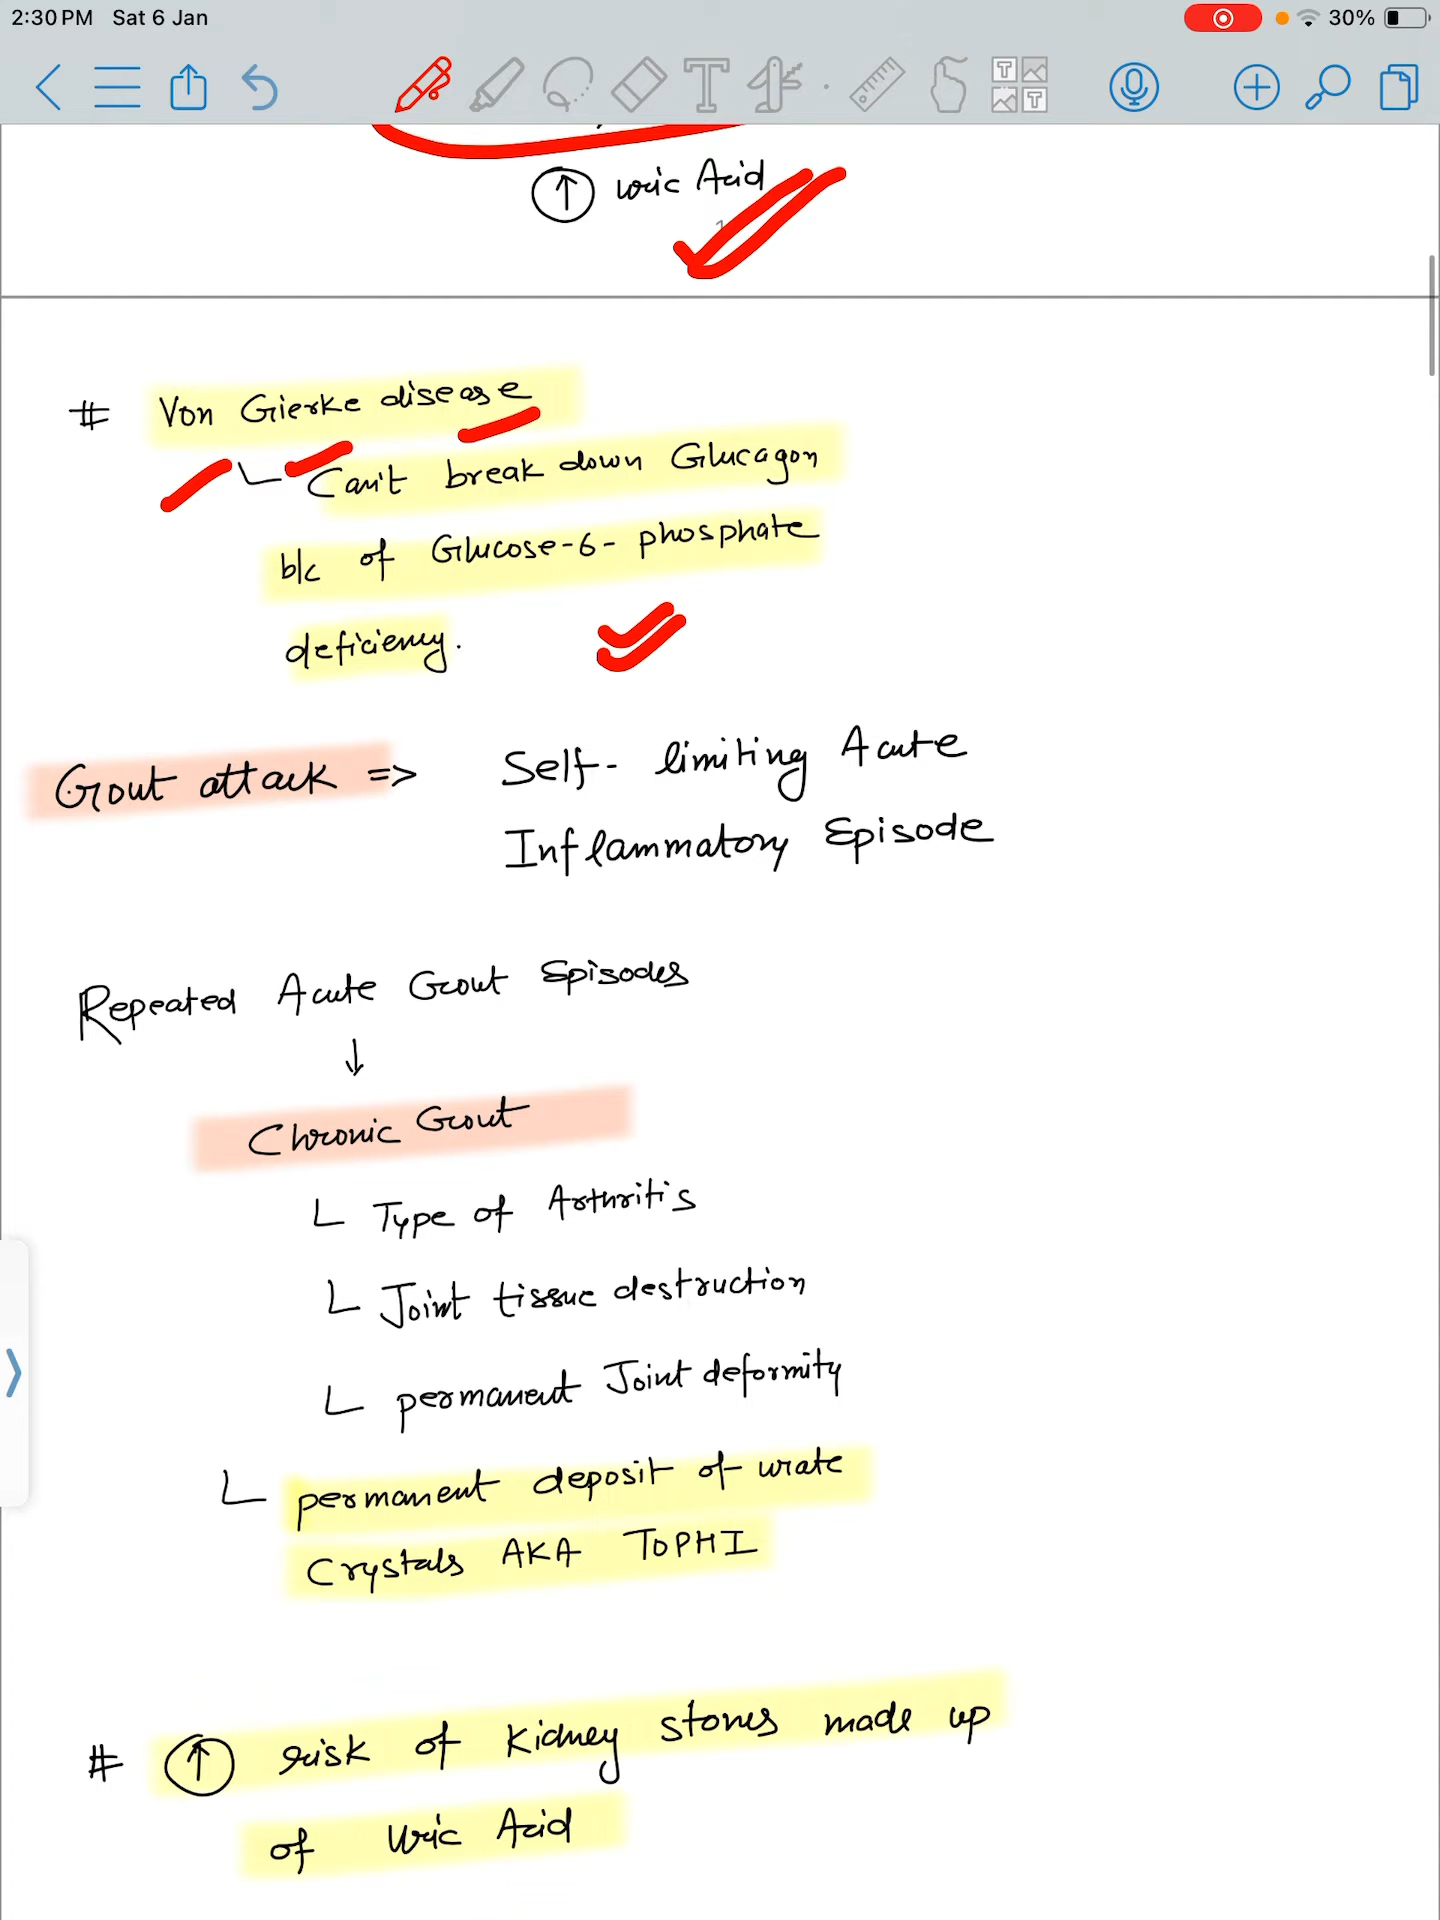 2:30 PM Sat 6 Jan 30%
↑ uric Acid
1
# Von Gierke disease
Can't break down Glucagon
b/c of Glucose-6-phosphate
deficiency.
Gout attack => Self-limiting Acute
Inflammatory Episode
Repeated Acute Gout Episodes
↓
Chronic Gout
Type of Arthritis
Joint tissue destruction
permanent Joint deformity
permanent deposit of urate
Crystals AKA TOPHI
# ↑ risk of kidney stones made up
of Uric Acid